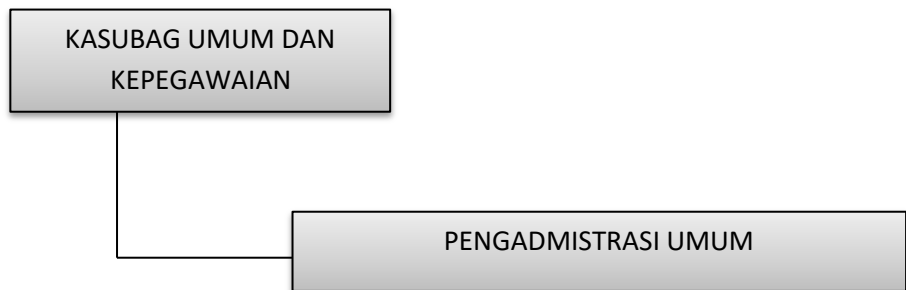 KASUBAG UMUM DAN
KEPEGAWAIAN
PENGADMISTRASI UMUM